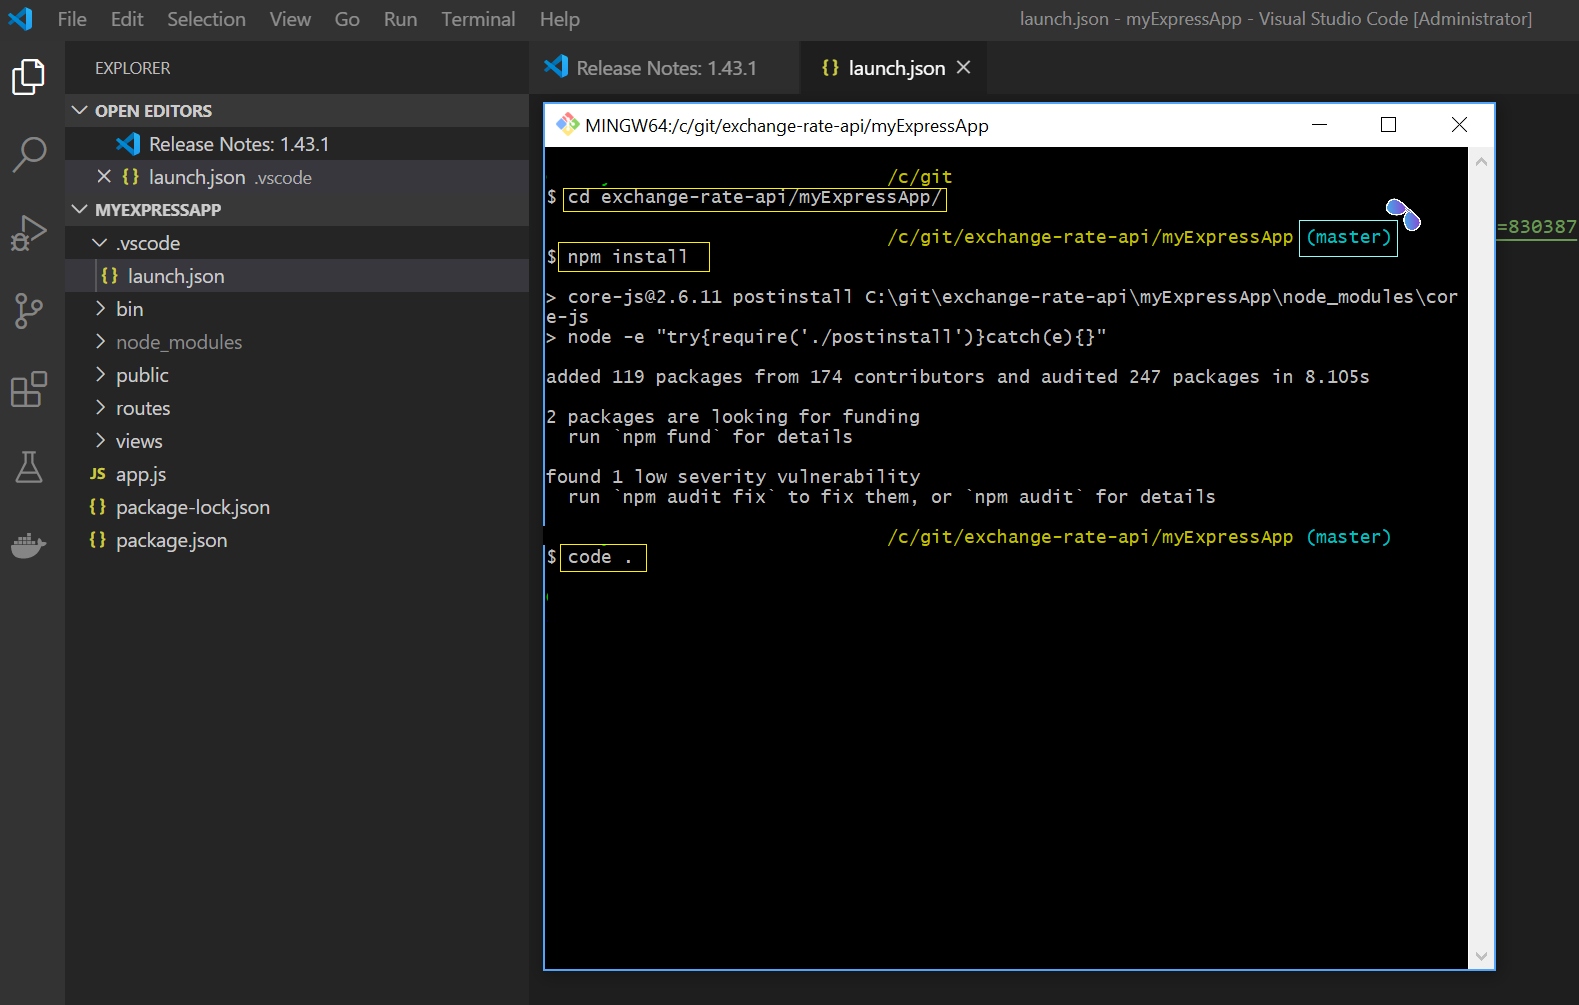 File Edit Selection View Go Run Terminal Help
launch.json - myExpressApp - Visual Studio Code [Administrator]
EXPLORER
OPEN EDITORS
Release Notes: 1.43.1
launch.json .vscode
MYEXPRESSAPP
.vscode
{} launch.json
bin
node_modules
public
routes
views
JS app.js
{} package-lock.json
{} package.json
Release Notes: 1.43.1
{} launch.json
=830387
MINGW64:/c/git/exchange-rate-api/myExpressApp
/c/git
$ cd exchange-rate-api/myExpressApp/
/c/git/exchange-rate-api/myExpressApp (master)
$ npm install
> core-js@2.6.11 postinstall C:\git\exchange-rate-api\myExpressApp\node_modules\cor
e-js
> node -e "try{require('./postinstall')}catch(e){}"
added 119 packages from 174 contributors and audited 247 packages in 8.105s
2 packages are looking for funding
run `npm fund` for details
found 1 low severity vulnerability
run `npm audit fix` to fix them, or `npm audit` for details
/c/git/exchange-rate-api/myExpressApp (master)
$ code .